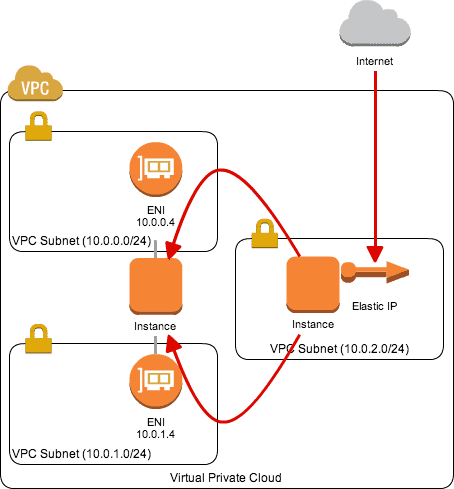 Internet
VPC
ENI
10.0.0.4
VPC Subnet (10.0.0.0/24)
Instance
Elastic IP
Instance
VPC Subnet (10.0.2.0/24)
ENI
10.0.1.4
VPC Subnet (10.0.1.0/24)
Virtual Private Cloud